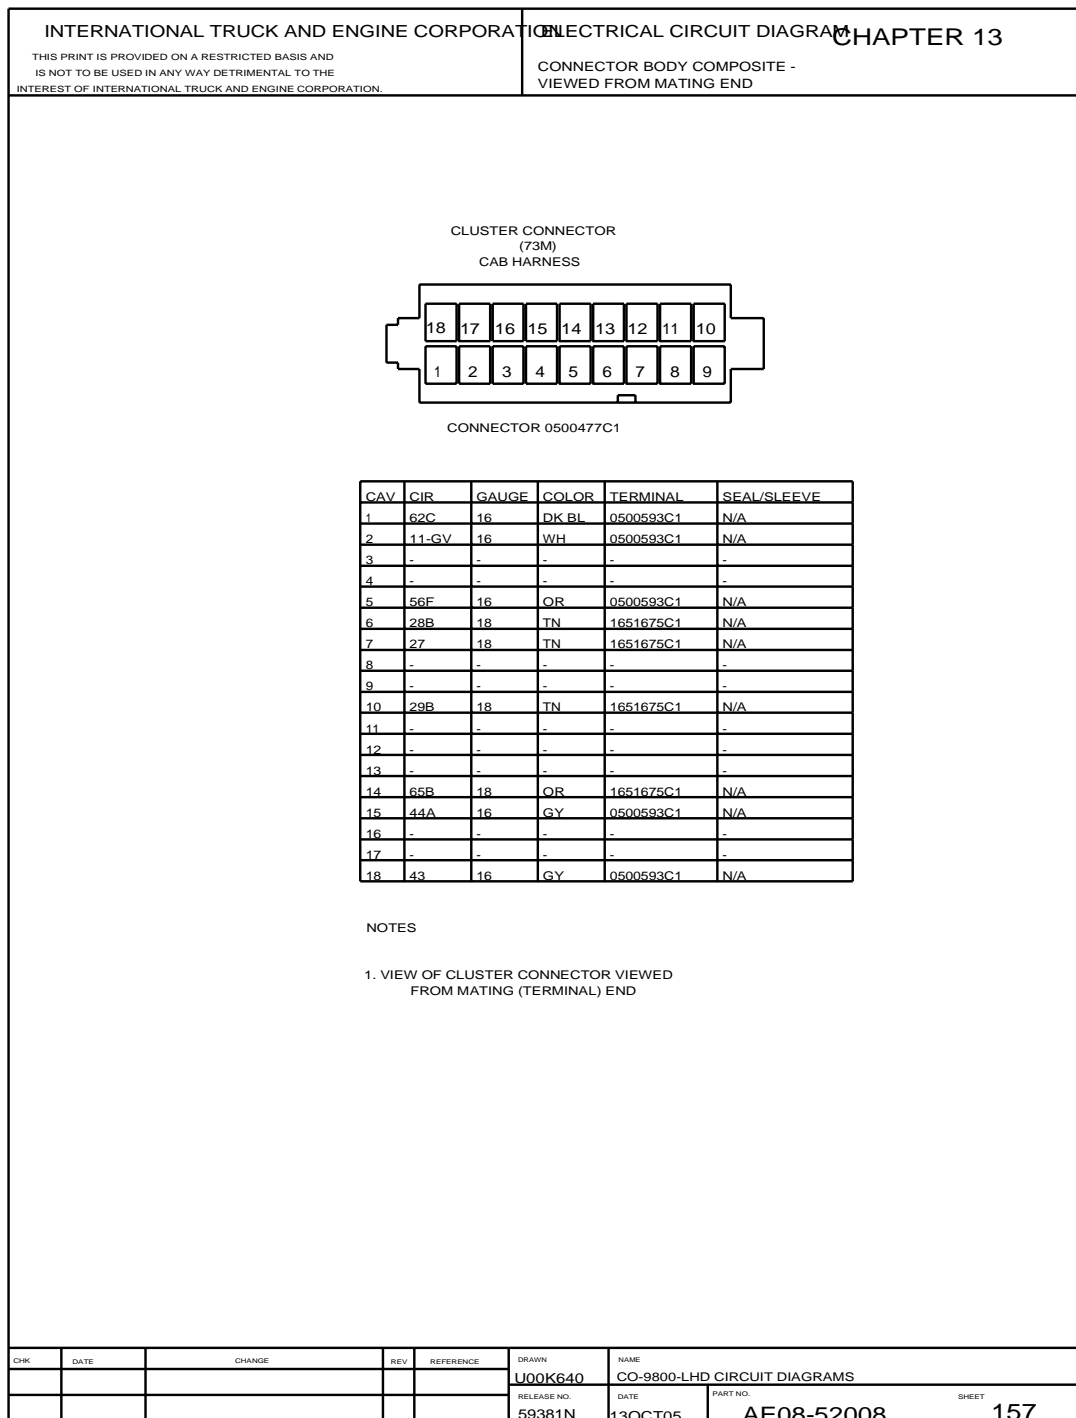 INTERNATIONAL TRUCK AND ENGINE CORPORATION
THIS PRINT IS PROVIDED ON A RESTRICTED BASIS AND
IS NOT TO BE USED IN ANY WAY DETRIMENTAL TO THE
INTEREST OF INTERNATIONAL TRUCK AND ENGINE CORPORATION.
ELECTRICAL CIRCUIT DIAGRAM
CHAPTER 13
CONNECTOR BODY COMPOSITE -
VIEWED FROM MATING END
CLUSTER CONNECTOR
(73M)
CAB HARNESS
18 17 16 15 14 13 12 11 10
1 2 3 4 5 6 7 8 9
CONNECTOR 0500477C1
CAV CIR GAUGE COLOR TERMINAL SEAL/SLEEVE
1 62C 16 DK BL 0500593C1 N/A
2 11-GV 16 WH 0500593C1 N/A
3 - - - - -
4 - - - - -
5 56F 16 OR 0500593C1 N/A
6 28B 18 TN 1651675C1 N/A
7 27 18 TN 1651675C1 N/A
8 - - - - -
9 - - - - -
10 29B 18 TN 1651675C1 N/A
11 - - - - -
12 - - - - -
13 - - - - -
14 65B 18 OR 1651675C1 N/A
15 44A 16 GY 0500593C1 N/A
16 - - - - -
17 - - - - -
18 43 16 GY 0500593C1 N/A
NOTES
1. VIEW OF CLUSTER CONNECTOR VIEWED
FROM MATING (TERMINAL) END
CHK DATE CHANGE REV REFERENCE
DRAWN
U00K640
NAME
CO-9800-LHD CIRCUIT DIAGRAMS
RELEASE NO.
59381N
DATE
13OCT05
PART NO.
AE08-52008
SHEET
157